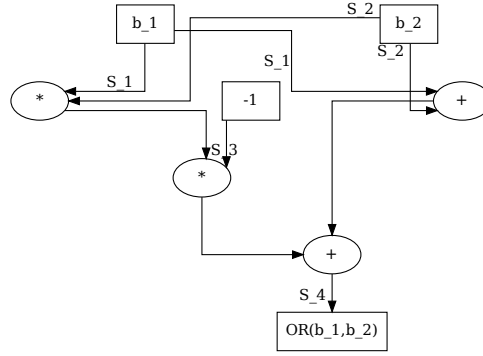 b_1
S_2
b_2
S_2
S_1
S_1
*
-1
+
S_3
*
+
S_4
OR(b_1,b_2)